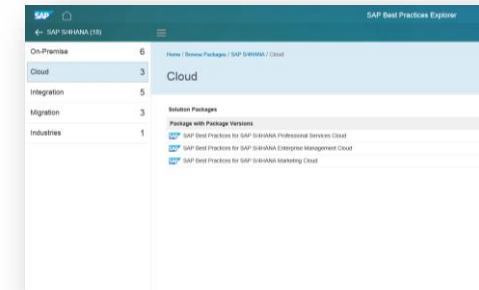 SAP
SAP Best Practices Explorer
← SAP S/4HANA (18)
On-Premise 6
Cloud 3
Integration 5
Migration 3
Industries 1
Home / Browse Packages / SAP S/4HANA / Cloud
Cloud
Solution Packages
Package with Package Versions
SAP SAP Best Practices for SAP S/4HANA Professional Services Cloud
SAP SAP Best Practices for SAP S/4HANA Enterprise Management Cloud
SAP SAP Best Practices for SAP S/4HANA Marketing Cloud